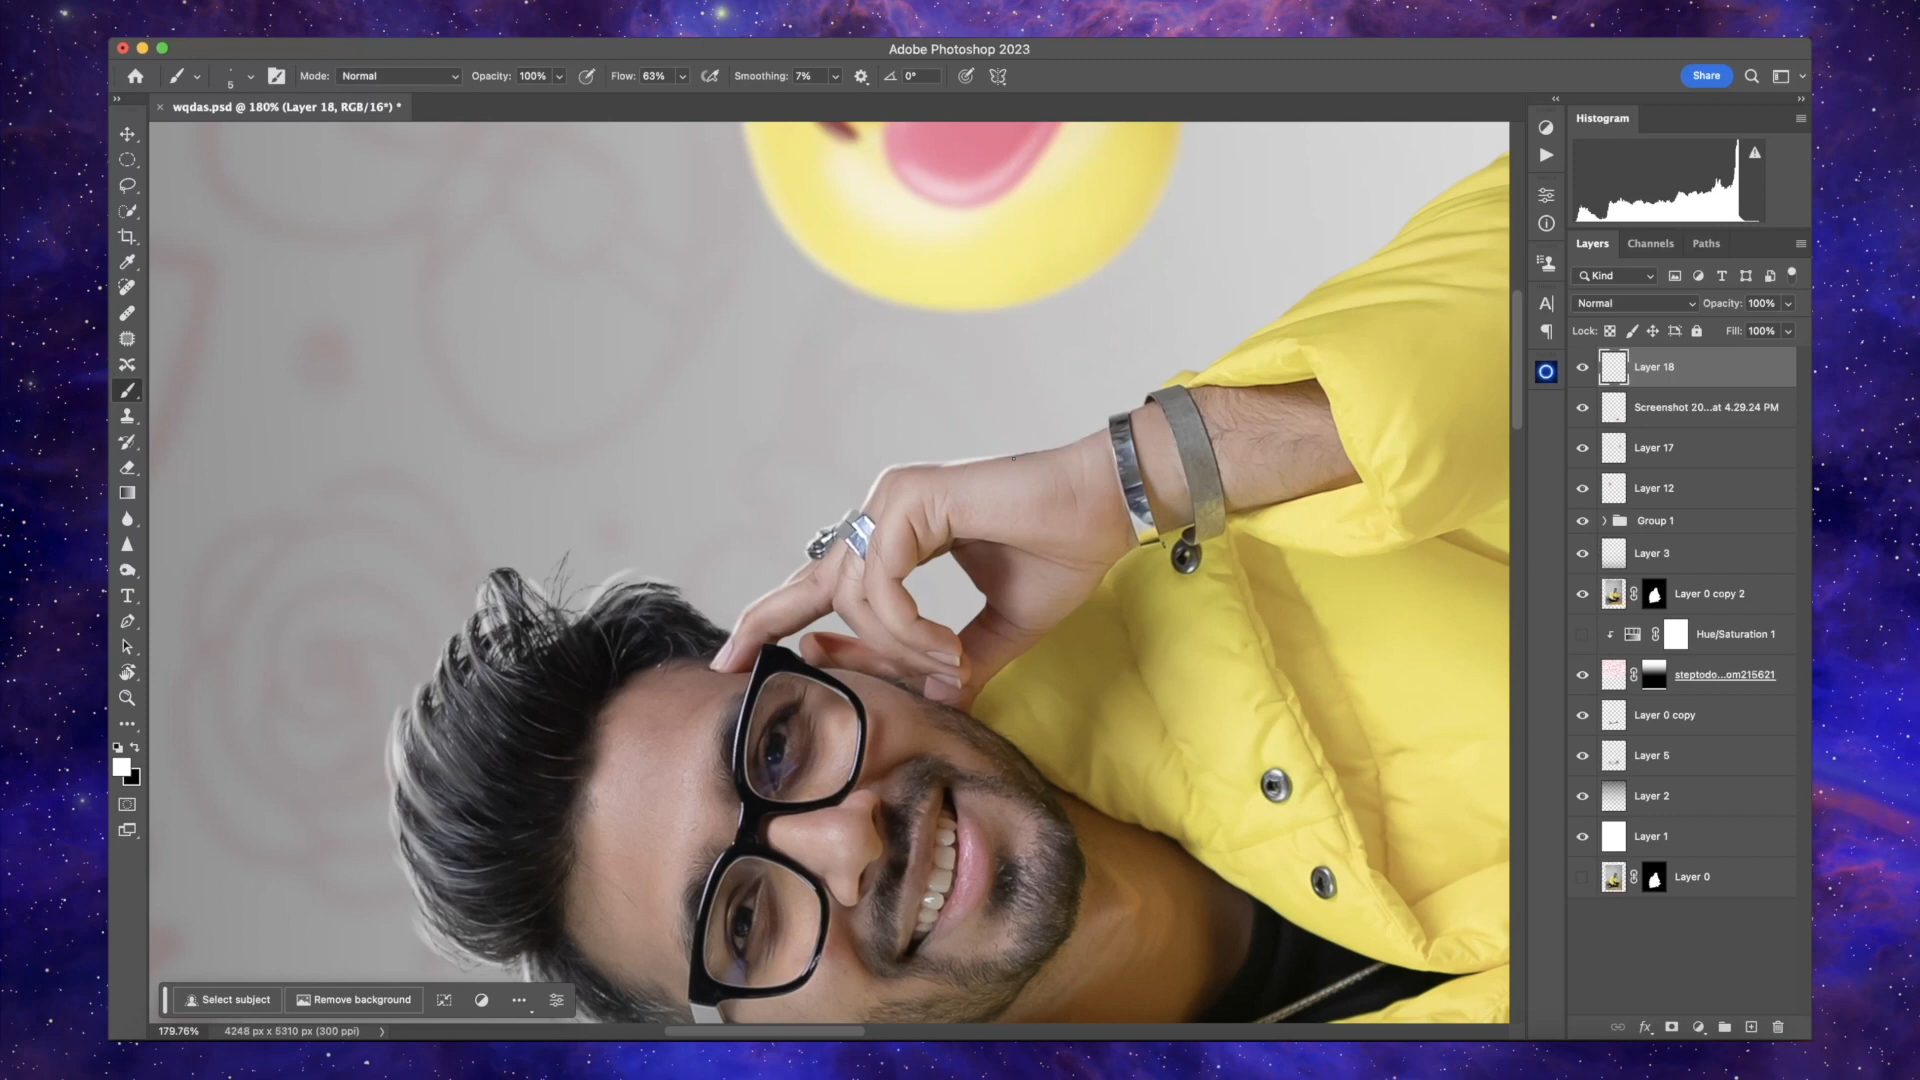 Adobe Photoshop 2023
5
Mode: Normal
Opacity: 100%
Flow: 63%
Smoothing: 7%
0°
Share
wqdas.psd @ 180% (Layer 18, RGB/16*) *
Histogram
Layers
Channels
Paths
Kind
Normal
Opacity: 100%
Lock:
Fill: 100%
Layer 18
Screenshot 20...at 4.29.24 PM
Layer 17
Layer 12
Group 1
Layer 3
Layer 0 copy 2
Hue/Saturation 1
steptodo...om215621
Layer 0 copy
Layer 5
Layer 2
Layer 1
Layer 0
Select subject
Remove background
179.76%
4248 px x 5310 px (300 ppi)
fx